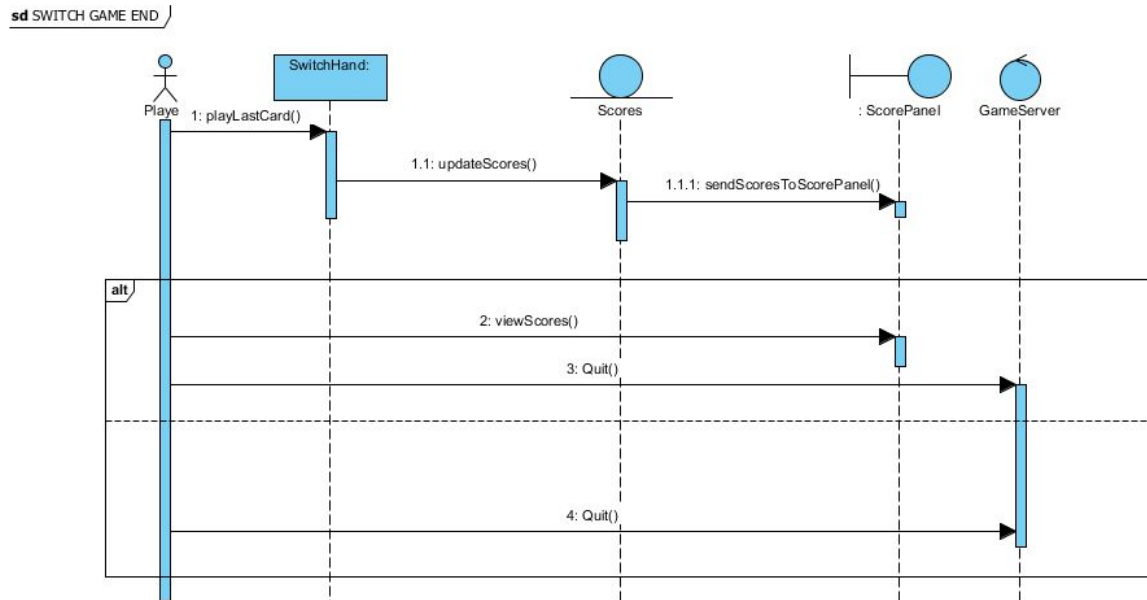 sd SWITCH GAME END
SwitchHand:
Playe
Scores
: ScorePanel
GameServer
1: playLastCard()
1.1: updateScores()
1.1.1: sendScoresToScorePanel()
alt
2: viewScores()
3: Quit()
4: Quit()